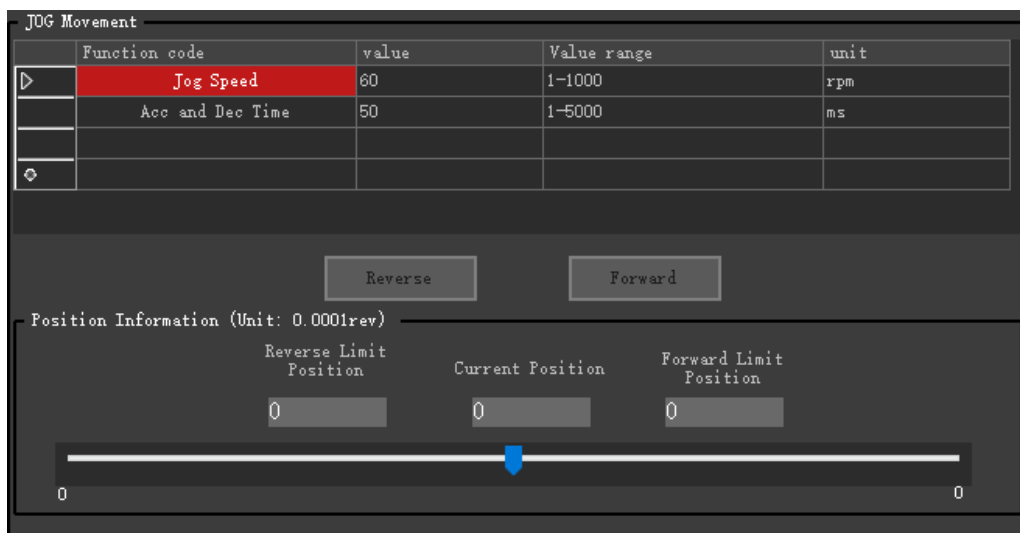 JOG Movement
Function code value Value range unit
Jog Speed 60 1-1000 rpm
Acc and Dec Time 50 1-5000 ms
Reverse Forward
Position Information (Unit: 0.0001rev)
Reverse Limit Position Current Position Forward Limit Position
0 0 0
0 0